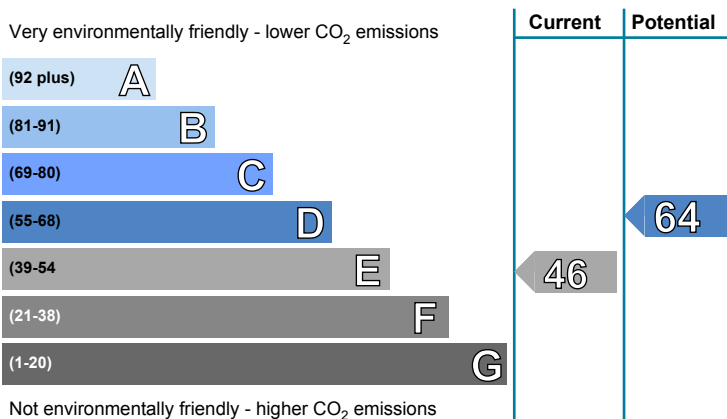 Very environmentally friendly - lower CO₂ emissions
Current
Potential
(92 plus) A
(81-91) B
(69-80) C
(55-68) D
64
(39-54 E
46
(21-38) F
(1-20) G
Not environmentally friendly - higher CO₂ emissions